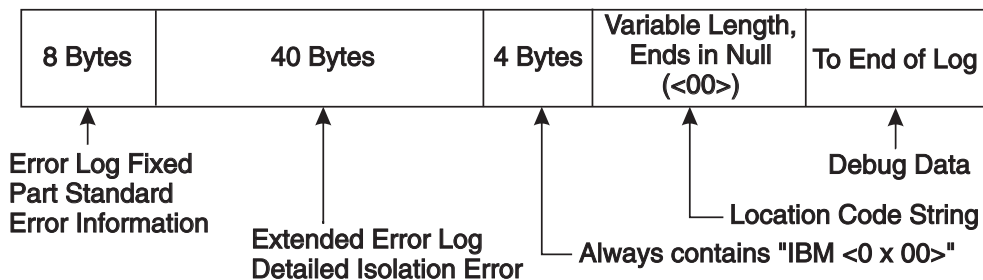 8 Bytes
40 Bytes
4 Bytes
Variable Length,
Ends in Null
(<00>)
To End of Log
Error Log Fixed
Part Standard
Error Information
Extended Error Log
Detailed Isolation Error
Always contains "IBM <0 x 00>"
Location Code String
Debug Data